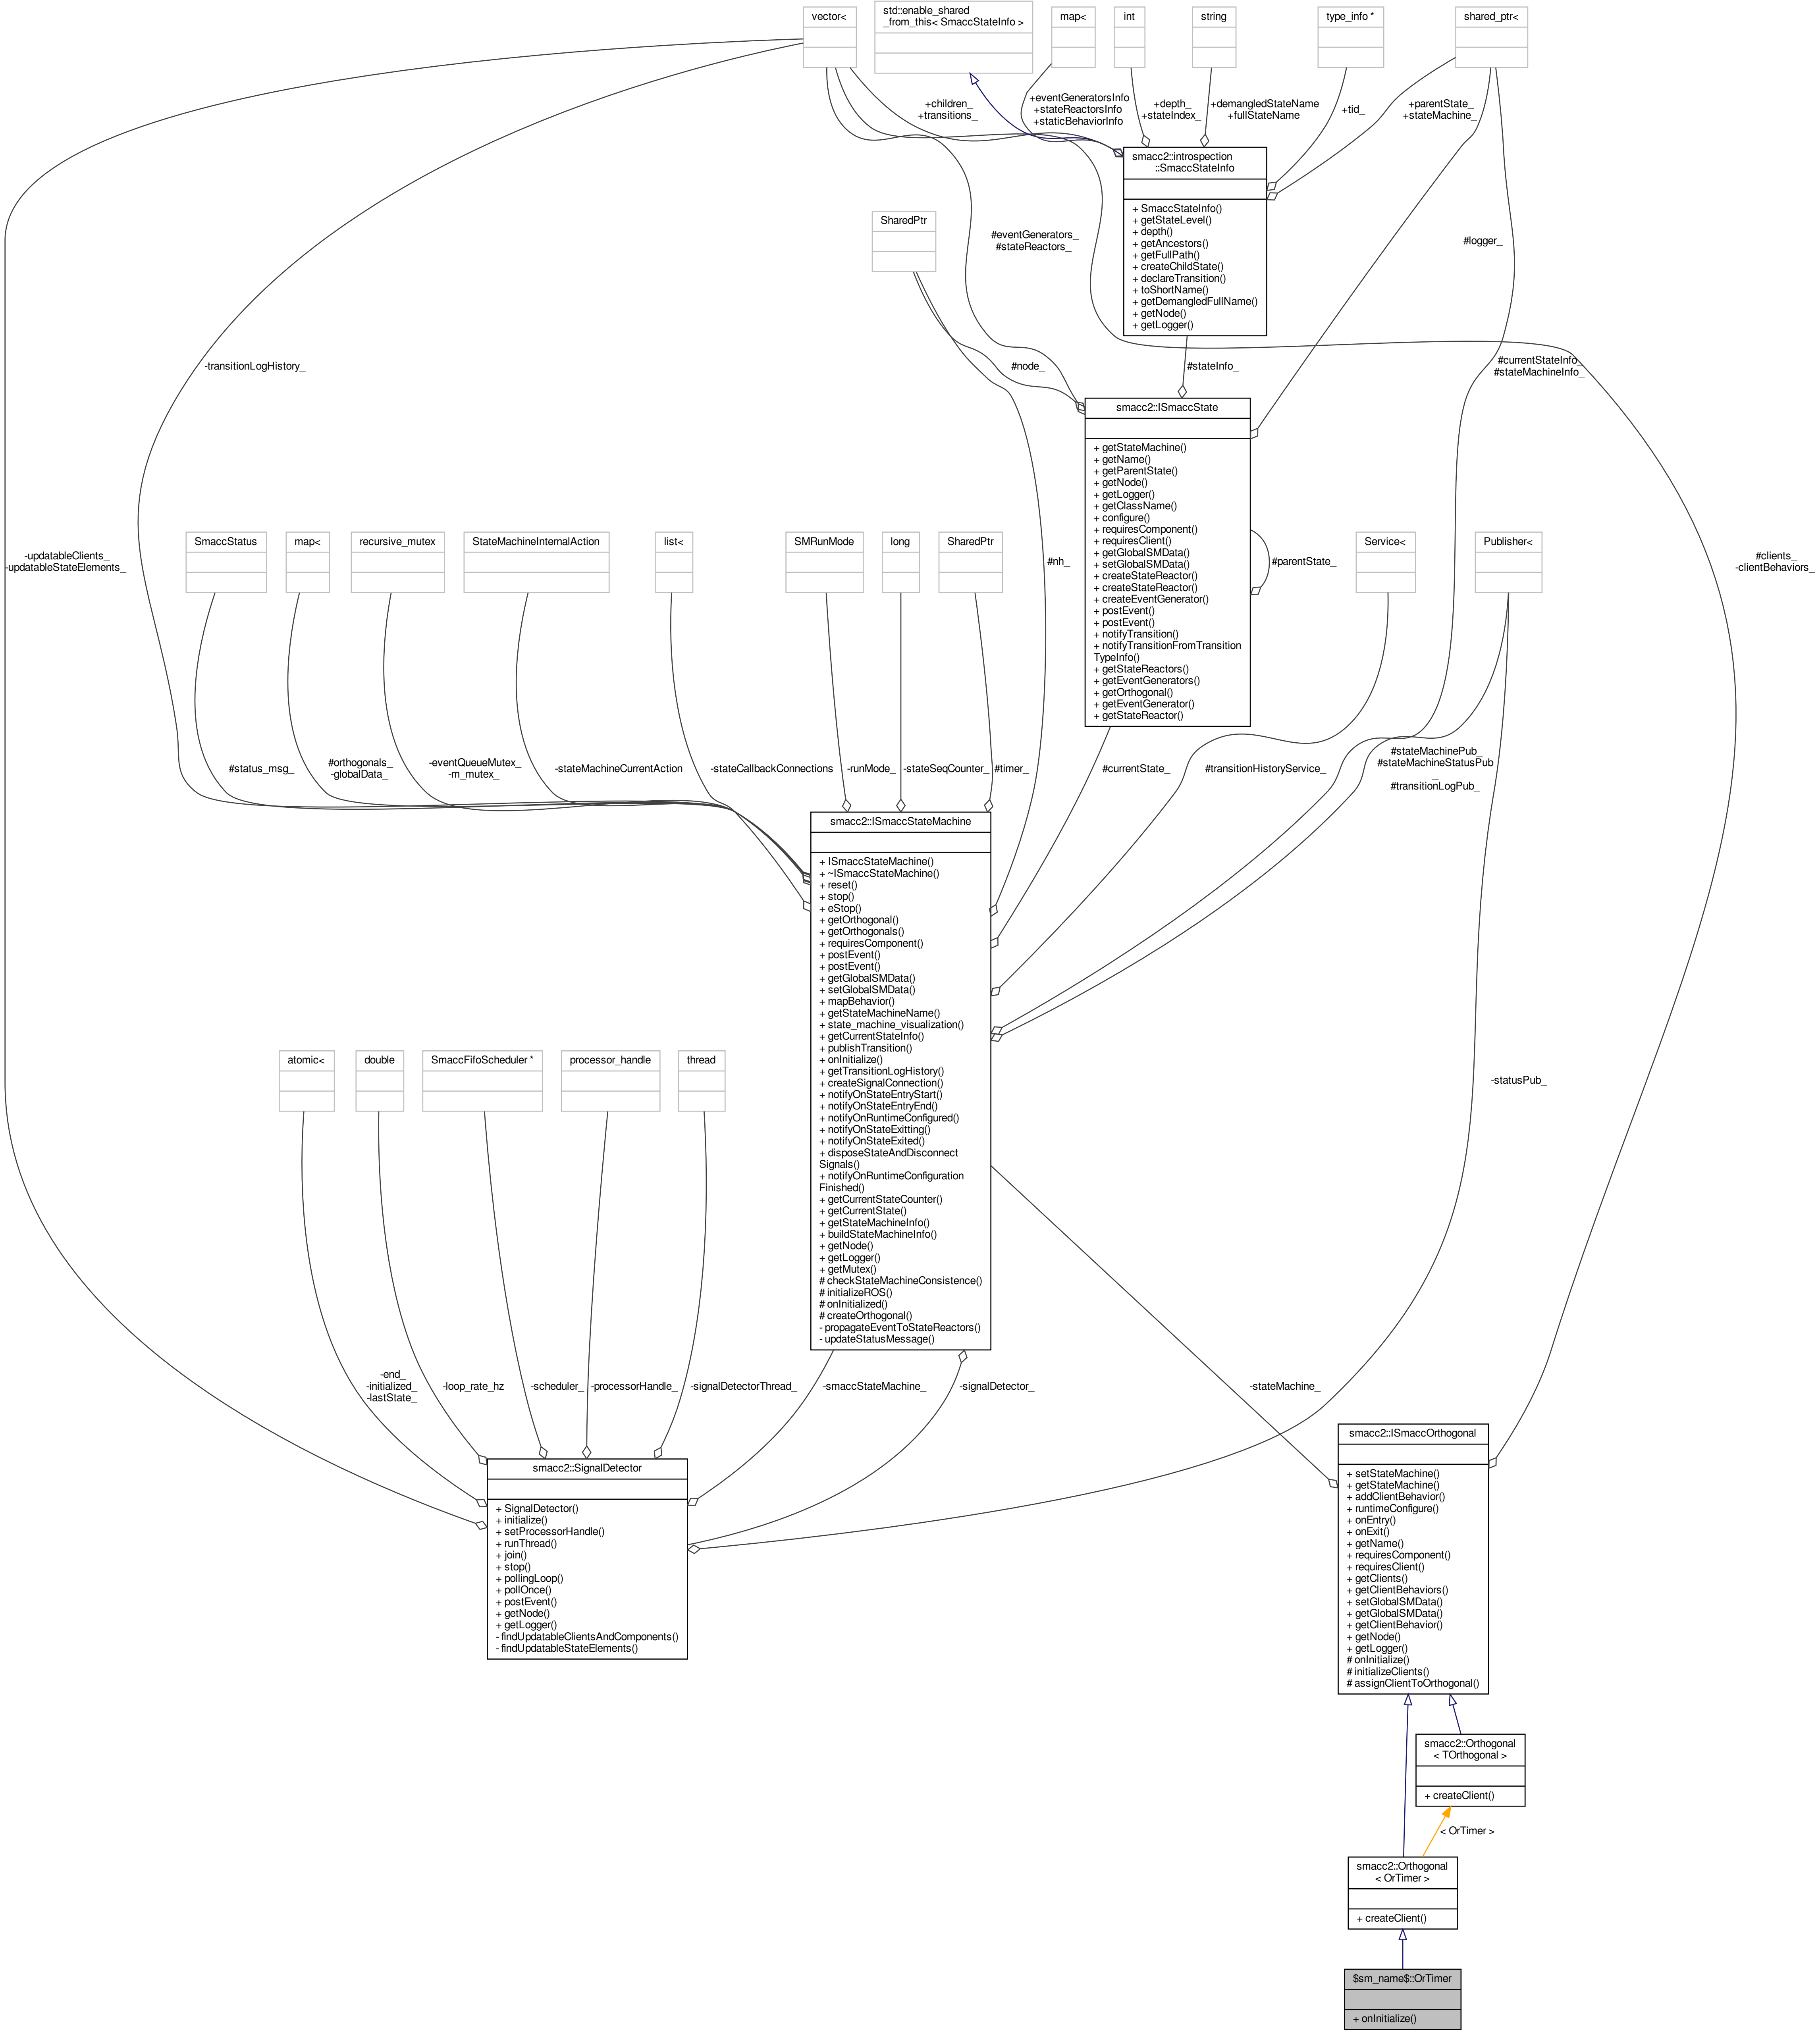 vector<
std::enable_shared
_from_this< SmaccStateInfo >
map<
int
string
type_info *
shared_ptr<
+children_
+transitions_
+eventGeneratorsInfo
+stateReactorsInfo
+staticBehaviorInfo
+depth_
+stateIndex_
+demangledStateName
+fullStateName
+tid_
+parentState_
+stateMachine_
smacc2::introspection
::SmaccStateInfo
+ SmaccStateInfo()
+ getStateLevel()
+ depth()
+ getAncestors()
+ getFullPath()
+ createChildState()
+ declareTransition()
+ toShortName()
+ getDemangledFullName()
+ getNode()
+ getLogger()
SharedPtr
#eventGenerators_
#stateReactors_
#logger_
-transitionLogHistory_
#node_
#stateInfo_
#currentStateInfo_
#stateMachineInfo_
smacc2::ISmaccState
+ getStateMachine()
+ getName()
+ getParentState()
+ getNode()
+ getLogger()
+ getClassName()
+ configure()
+ requiresComponent()
+ requiresClient()
+ getGlobalSMData()
+ setGlobalSMData()
+ createStateReactor()
+ createStateReactor()
+ createEventGenerator()
+ postEvent()
+ postEvent()
+ notifyTransition()
+ notifyTransitionFromTransition
TypeInfo()
+ getStateReactors()
+ getEventGenerators()
+ getOrthogonal()
+ getEventGenerator()
+ getStateReactor()
-updatableClients_
-updatableStateElements_
SmaccStatus
map<
recursive_mutex
StateMachineInternalAction
list<
SMRunMode
long
SharedPtr
#nh_
#parentState_
Service<
Publisher<
#clients_
-clientBehaviors_
#status_msg_
#orthogonals_
-globalData_
-eventQueueMutex_
-m_mutex_
-stateMachineCurrentAction
-stateCallbackConnections
-runMode_
-stateSeqCounter_
#timer_
#currentState_
#transitionHistoryService_
#stateMachinePub_
#stateMachineStatusPub
_
#transitionLogPub_
smacc2::ISmaccStateMachine
+ ISmaccStateMachine()
+ ~ISmaccStateMachine()
+ reset()
+ stop()
+ eStop()
+ getOrthogonal()
+ getOrthogonals()
+ requiresComponent()
+ postEvent()
+ postEvent()
+ getGlobalSMData()
+ setGlobalSMData()
+ mapBehavior()
+ getStateMachineName()
+ state_machine_visualization()
+ getCurrentStateInfo()
+ publishTransition()
+ onInitialize()
+ getTransitionLogHistory()
+ createSignalConnection()
+ notifyOnStateEntryStart()
+ notifyOnStateEntryEnd()
+ notifyOnRuntimeConfigured()
+ notifyOnStateExitting()
+ notifyOnStateExited()
+ disposeStateAndDisconnect
Signals()
+ notifyOnRuntimeConfiguration
Finished()
+ getCurrentStateCounter()
+ getCurrentState()
+ getStateMachineInfo()
+ buildStateMachineInfo()
+ getNode()
+ getLogger()
+ getMutex()
# checkStateMachineConsistence()
# initializeROS()
# onInitialized()
# createOrthogonal()
- propagateEventToStateReactors()
- updateStatusMessage()
atomic<
double
SmaccFifoScheduler *
processor_handle
thread
-statusPub_
-end_
-initialized_
-lastState_
-loop_rate_hz
-scheduler_
-processorHandle_
-signalDetectorThread_
-smaccStateMachine_
-signalDetector_
-stateMachine_
smacc2::SignalDetector
+ SignalDetector()
+ initialize()
+ setProcessorHandle()
+ runThread()
+ join()
+ stop()
+ pollingLoop()
+ pollOnce()
+ postEvent()
+ getNode()
+ getLogger()
- findUpdatableClientsAndComponents()
- findUpdatableStateElements()
smacc2::ISmaccOrthogonal
+ setStateMachine()
+ getStateMachine()
+ addClientBehavior()
+ runtimeConfigure()
+ onEntry()
+ onExit()
+ getName()
+ requiresComponent()
+ requiresClient()
+ getClients()
+ getClientBehaviors()
+ setGlobalSMData()
+ getGlobalSMData()
+ getClientBehavior()
+ getNode()
+ getLogger()
# onInitialize()
# initializeClients()
# assignClientToOrthogonal()
smacc2::Orthogonal
< TOrthogonal >
+ createClient()
< OrTimer >
smacc2::Orthogonal
< OrTimer >
+ createClient()
$sm_name$::OrTimer
+ onInitialize()